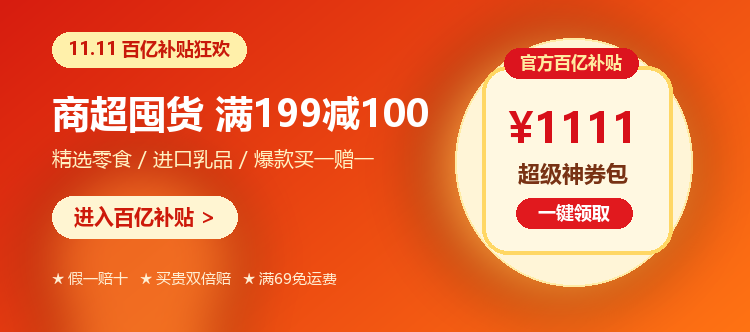 11.11 百亿补贴狂欢
商超囤货 满199减100
精选零食 / 进口乳品 / 爆款买一赠一
进入百亿补贴 >
★ 假一赔十 ★ 买贵双倍赔 ★ 满69免运费
官方百亿补贴
¥1111
超级神券包
一键领取